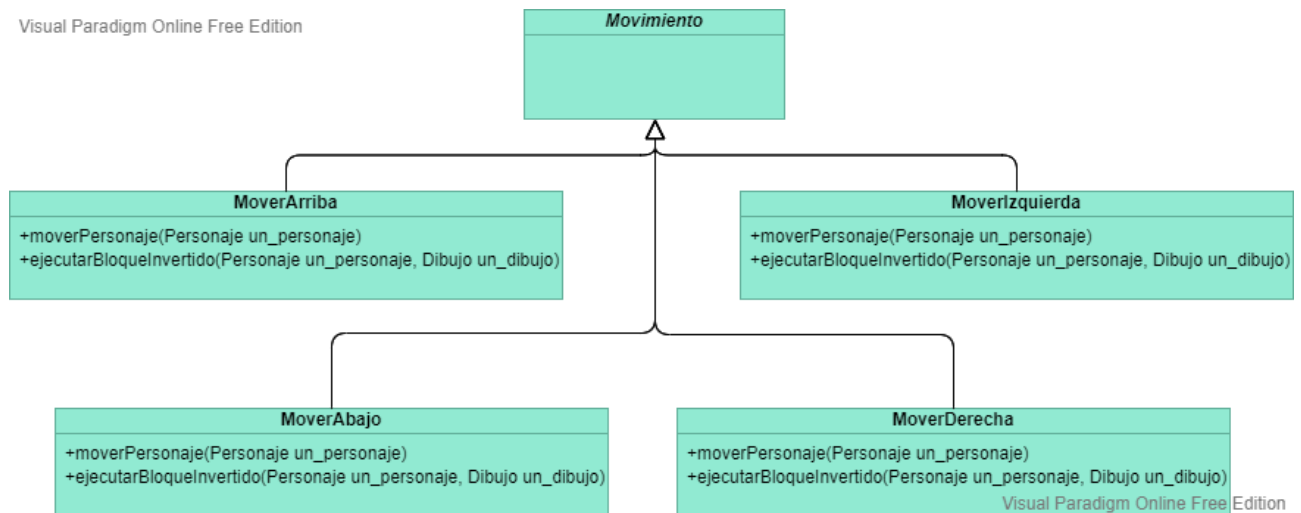 Visual Paradigm Online Free Edition
Movimiento
MoverArriba
+moverPersonaje(Personaje un_personaje)
+ejecutarBloqueInvertido(Personaje un_personaje, Dibujo un_dibujo)
MoverIzquierda
+moverPersonaje(Personaje un_personaje)
+ejecutarBloqueInvertido(Personaje un_personaje, Dibujo un_dibujo)
MoverAbajo
+moverPersonaje(Personaje un_personaje)
+ejecutarBloqueInvertido(Personaje un_personaje, Dibujo un_dibujo)
MoverDerecha
+moverPersonaje(Personaje un_personaje)
+ejecutarBloqueInvertido(Personaje un_personaje, Dibujo un_dibujo)
Visual Paradigm Online Free Edition